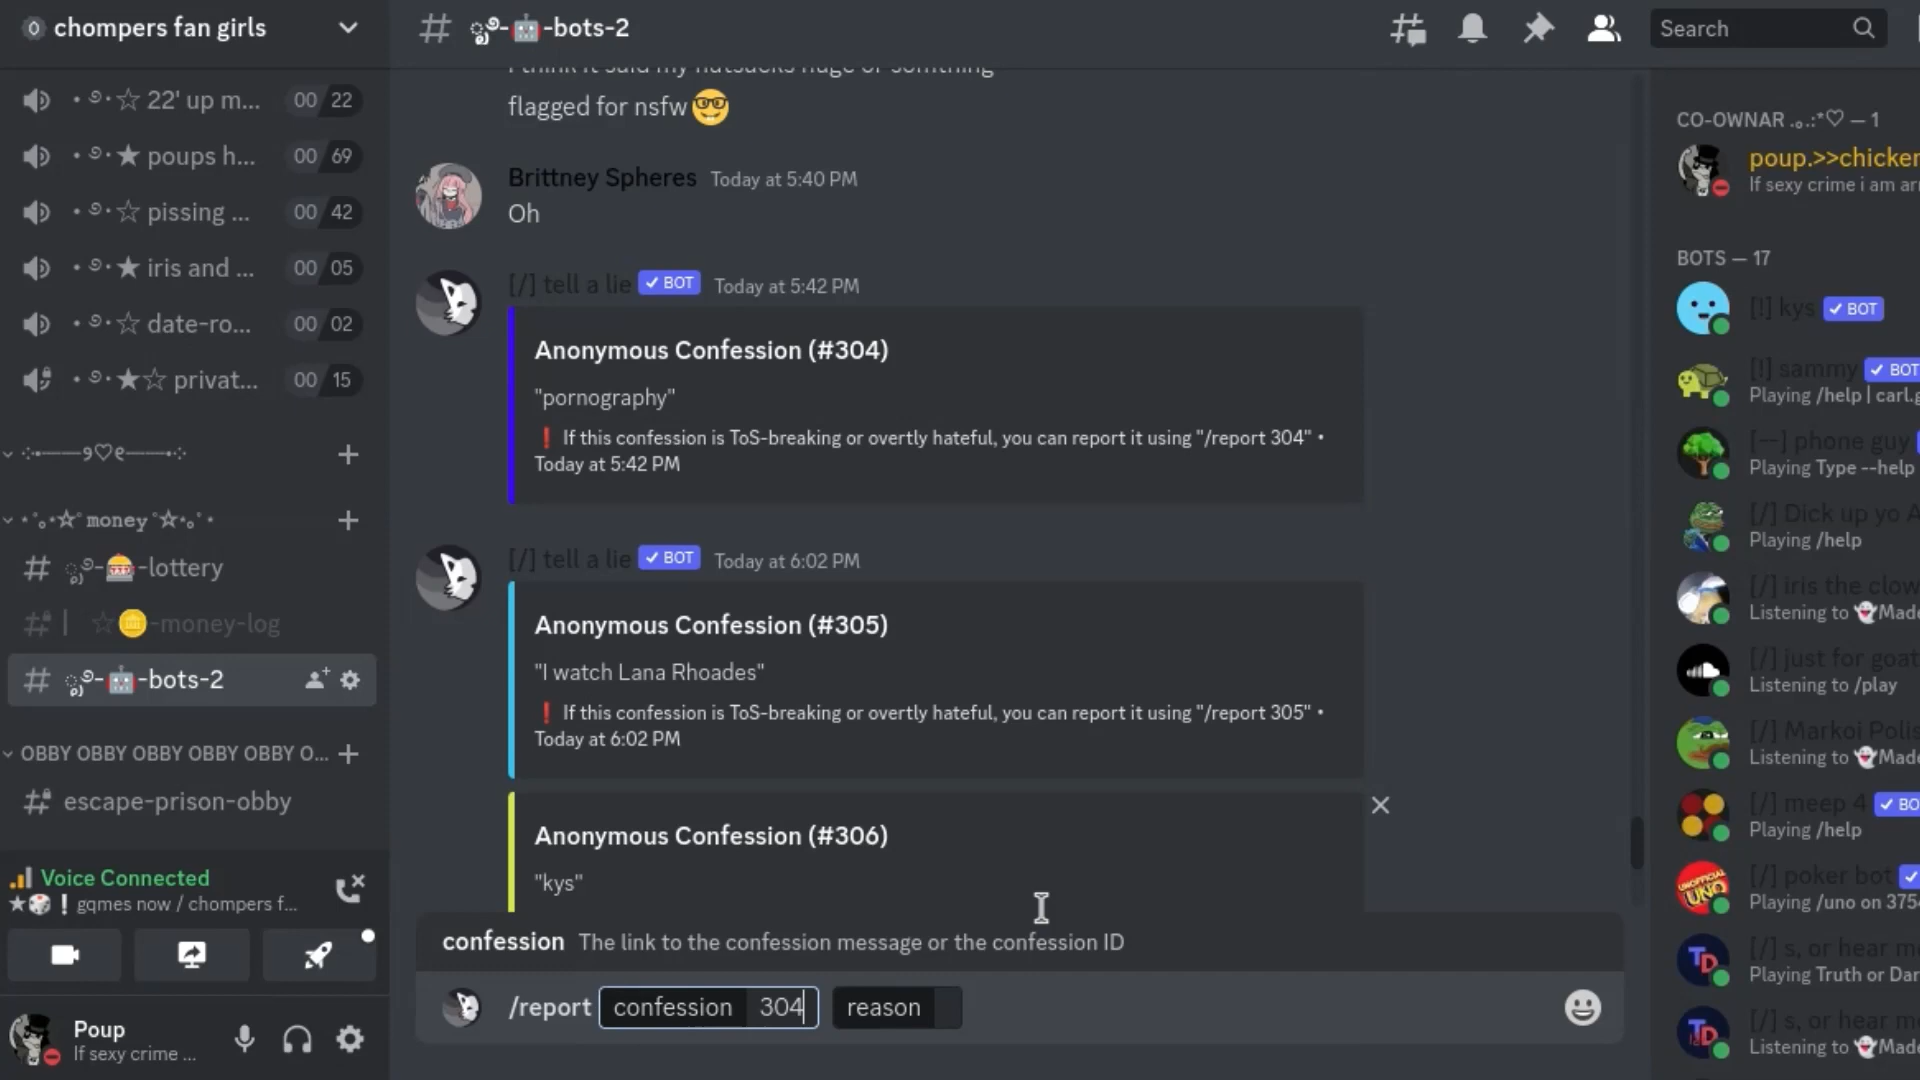 chompers fan girls
22' up m... 00 22
poups h... 00 69
pissing ... 00 42
iris and ... 00 05
date-ro... 00 02
privat... 00 15
money
-lottery
-money-log
-bots-2
OBBY OBBY OBBY OBBY OBBY O...
escape-prison-obby
Voice Connected
gqmes now / chompers f...
Poup
If sexy crime ...
-bots-2
Search
flagged for nsfw
Brittney Spheres Today at 5:40 PM
Oh
[/] tell a lie BOT Today at 5:42 PM
Anonymous Confession (#304)
"pornography"
❗ If this confession is ToS-breaking or overtly hateful, you can report it using "/report 304" •
Today at 5:42 PM
[/] tell a lie BOT Today at 6:02 PM
Anonymous Confession (#305)
"I watch Lana Rhoades"
❗ If this confession is ToS-breaking or overtly hateful, you can report it using "/report 305" •
Today at 6:02 PM
Anonymous Confession (#306)
"kys"
confession The link to the confession message or the confession ID
/report confession 304 reason
CO-OWNAR .｡.:*♡ — 1
poup.>>chicken
If sexy crime i am arr
BOTS — 17
[!] kys BOT
[!] sammy BOT
Playing /help | carl.g
[--] phone guy
Playing Type --help
[/] Dick up yo A
Playing /help
[/] iris the clow
Listening to 👻Made
[/] just for goat
Listening to /play
[/] Markoi Polis
Listening to 👻Made
[/] meep 4 BO
Playing /help
[/] poker bot
UNOFFICIAL
UNO
Playing /uno on 3754
TD
[/] s, or hear me
Playing Truth or Dar
TD
[/] s, or hear me
Listening to 👻Made